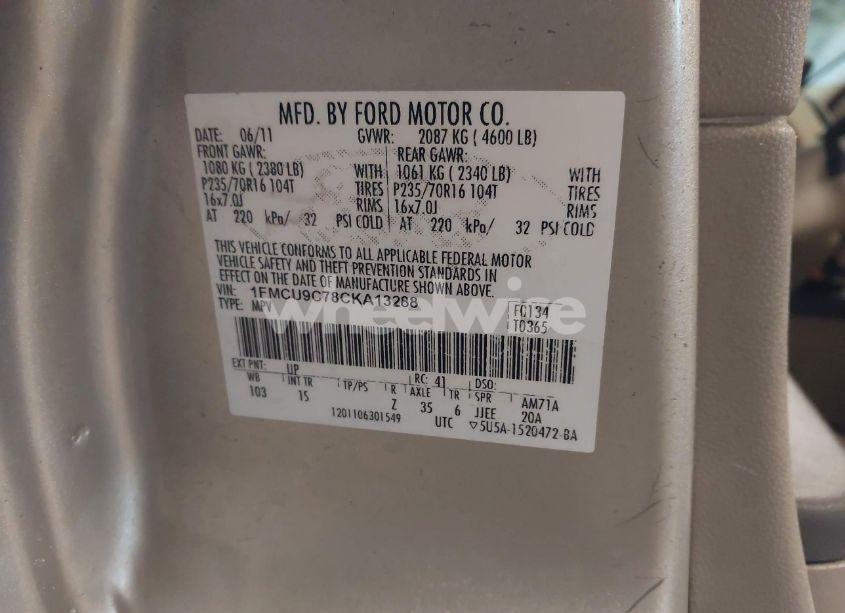 MFD. BY FORD MOTOR CO.
DATE: 06/11 GVWR: 2087 KG ( 4600 LB)
FRONT GAWR: REAR GAWR:
1080 KG ( 2380 LB) WITH 1061 KG ( 2340 LB) WITH
P235/70R16 104T TIRES P235/70R16 104T TIRES
16x7.0J RIMS 16x7.0J RIMS
AT 220 kPa/ 32 PSI COLD AT 220 kPa/ 32 PSI COLD
THIS VEHICLE CONFORMS TO ALL APPLICABLE FEDERAL MOTOR
VEHICLE SAFETY AND THEFT PREVENTION STANDARDS IN
EFFECT ON THE DATE OF MANUFACTURE SHOWN ABOVE.
VIN: 1FMCU9C78CKA13288
TYPE: MPV F0134
T0365
wheelwire
EXT PNT: UP RC: 41 DSO:
WB INT TR TP/PS R AXLE TR SPR AM71A
103 15 Z 35 6 JJEE 20A
1201106301549 UTC ▽5U5A-1520472-BA